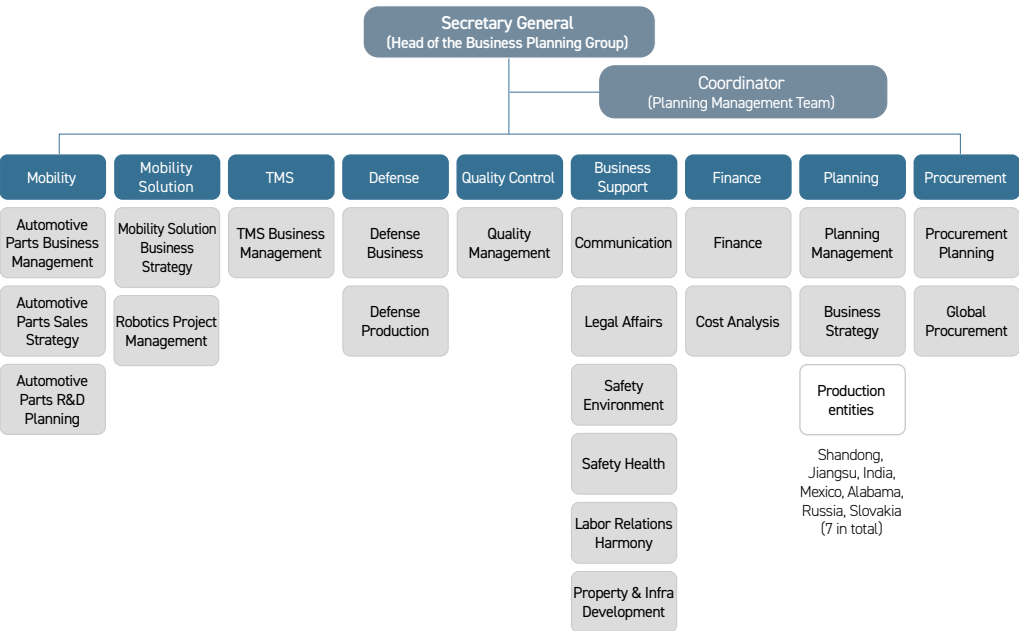 Secretary General
(Head of the Business Planning Group)
Coordinator
(Planning Management Team)
Mobility
Mobility
Solution
TMS
Defense
Quality Control
Business
Support
Finance
Planning
Procurement
Automotive
Parts Business
Management
Mobility Solution
Business
Strategy
TMS Business
Management
Defense
Business
Quality
Management
Communication
Finance
Planning
Management
Procurement
Planning
Automotive
Parts Sales
Strategy
Robotics Project
Management
Defense
Production
Legal Affairs
Cost Analysis
Business
Strategy
Global
Procurement
Automotive
Parts R&D
Planning
Safety
Environment
Production
entities
Safety Health
Shandong,
Jiangsu, India,
Mexico, Alabama,
Russia, Slovakia
(7 in total)
Labor Relations
Harmony
Property & Infra
Development